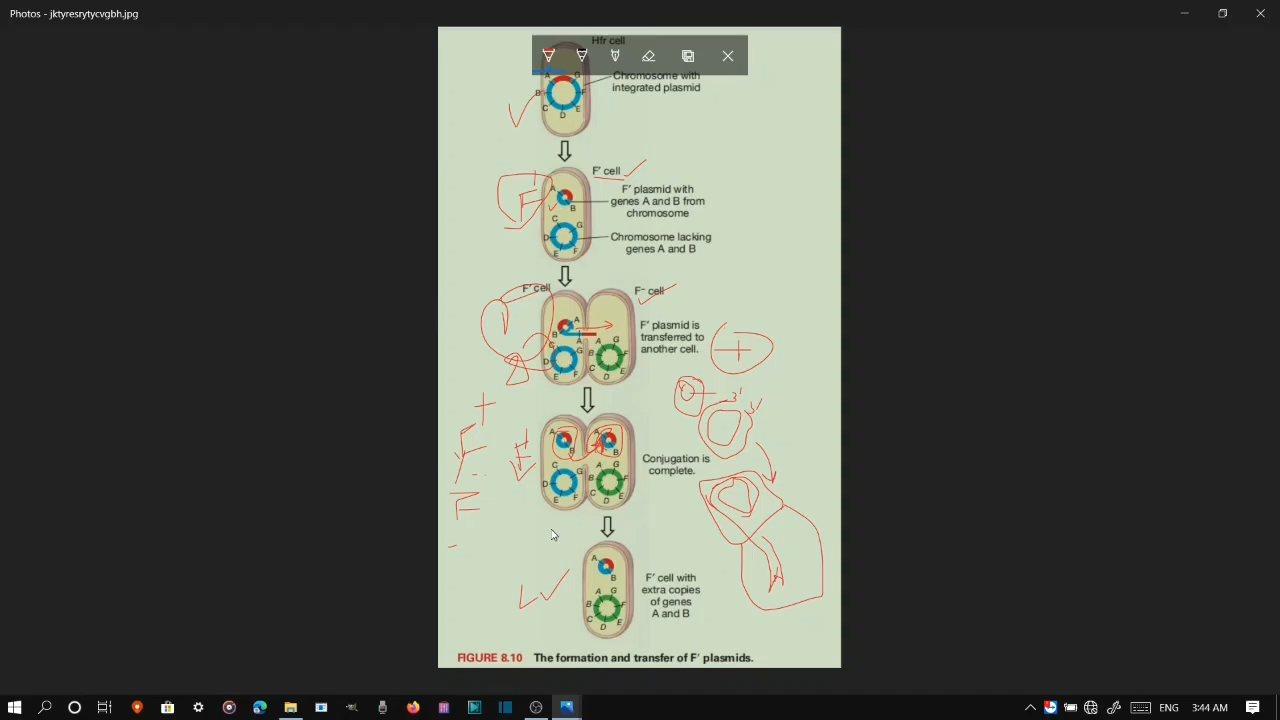 Photos - jktyresrytycvgbh.jpg
Hfr cell
A G
B F
C E
D
Chromosome with
integrated plasmid
F′ cell
F′
A
B
F′ plasmid with
genes A and B from
chromosome
C G
D F
E
Chromosome lacking
genes A and B
F′ cell
F⁻ cell
A
B
A
C G
D
E F
A G
B F
C E
D
F′ plasmid is
transferred to
another cell.
+
3'
F+
F-
F′
A
B
A
B
C G
D F
E
A G
B F
C E
D
Conjugation is
complete.
A
B
A G
B F
C E
D
F′ cell with
extra copies
of genes
A and B
FIGURE 8.10 The formation and transfer of F′ plasmids.
ENG 3:44 AM